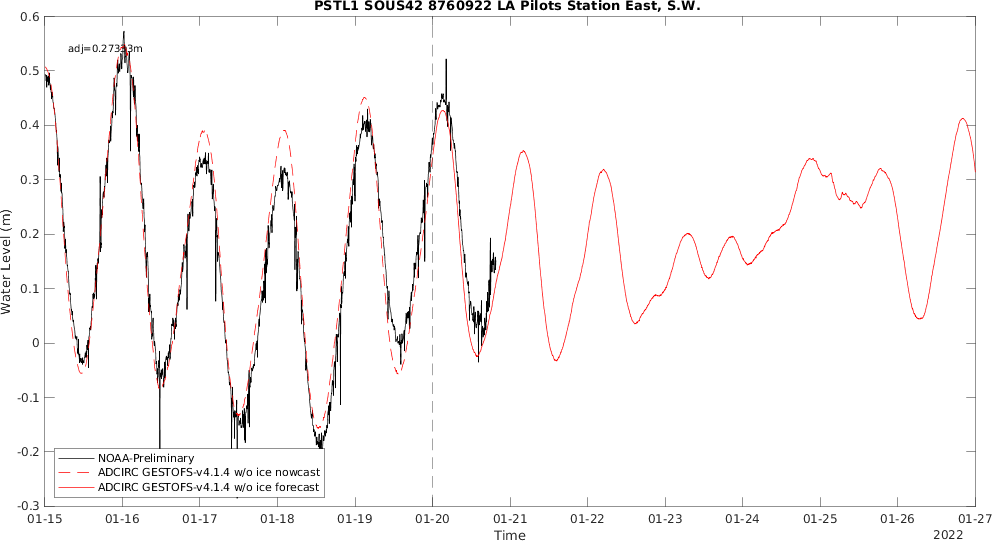 PSTL1 SOUS42 8760922 LA Pilots Station East, S.W.
0.6
0.5
0.4
0.3
0.2
0.1
0
-0.1
-0.2
-0.3
Water Level (m)
NOAA-Preliminary
ADCIRC GESTOFS-v4.1.4 w/o ice nowcast
ADCIRC GESTOFS-v4.1.4 w/o ice forecast
01-15 01-16 01-17 01-18 01-19 01-20 01-21 01-22 01-23 01-24 01-25 01-26 01-27
Time
2022